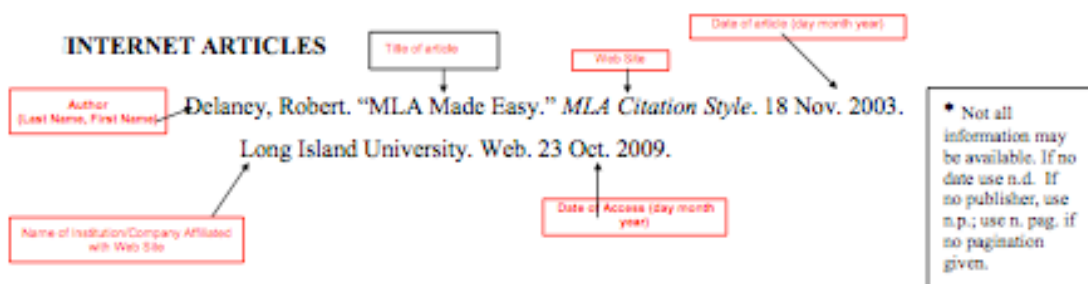 Date of article (day month year)
INTERNET ARTICLES
Title of article
Web Site
Author
(Last Name, First Name)
Delaney, Robert. “MLA Made Easy.” MLA Citation Style. 18 Nov. 2003.
Long Island University. Web. 23 Oct. 2009.
Name of Institution/Company Affiliated
with Web Site
Date of Access (day month
year)
* Not all
information may
be available. If no
date use n.d. If
no publisher, use
n.p.; use n. pag. if
no pagination
given.